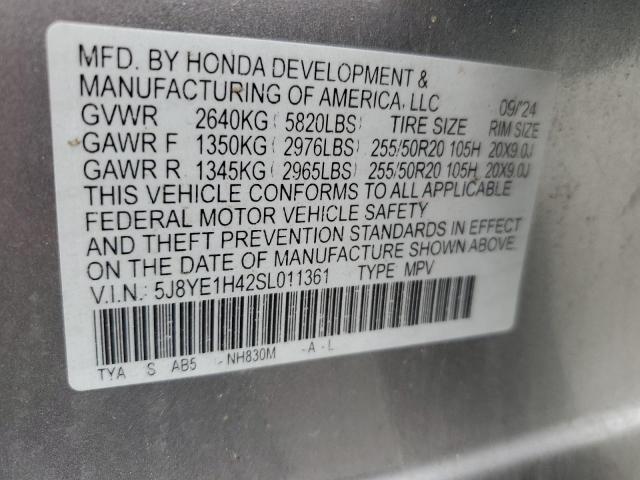 MFD. BY HONDA DEVELOPMENT &
MANUFACTURING OF AMERICA, LLC 09/'24
GVWR 2640KG ( 5820LBS) TIRE SIZE RIM SIZE
GAWR F 1350KG ( 2976LBS) 255/50R20 105H 20X9.0J
GAWR R 1345KG ( 2965LBS) 255/50R20 105H 20X9.0J
THIS VEHICLE CONFORMS TO ALL APPLICABLE
FEDERAL MOTOR VEHICLE SAFETY
AND THEFT PREVENTION STANDARDS IN EFFECT
ON THE DATE OF MANUFACTURE SHOWN ABOVE.
V.I.N.: 5J8YE1H42SL011361 TYPE MPV
TYA S AB5 -NH830M -A-L